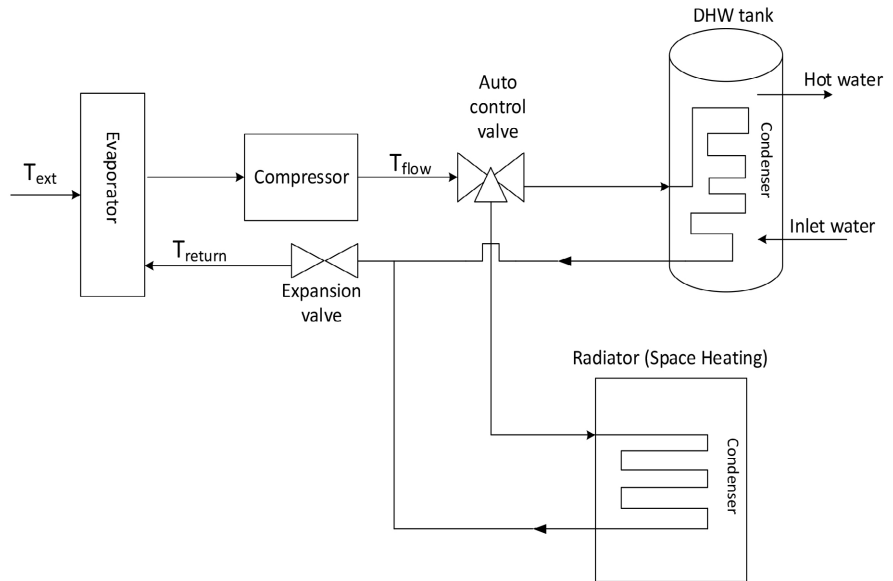 DHW tank
Hot water
Auto
control
valve
Evaporator
Condenser
T_ext
Compressor
T_flow
Inlet water
T_return
Expansion
valve
Radiator (Space Heating)
Condenser